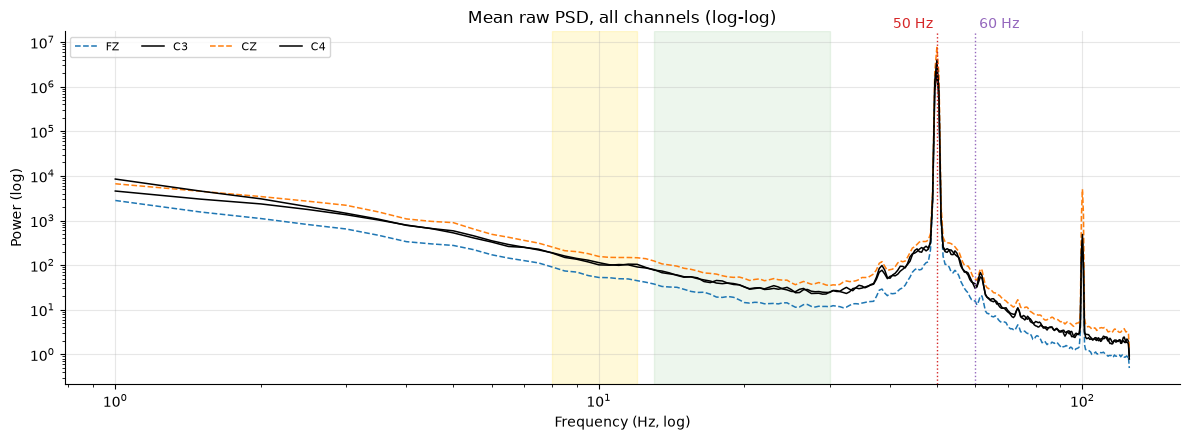 Mean raw PSD, all channels (log-log)
50 Hz
60 Hz
FZ
C3
CZ
C4
10⁷
10⁶
10⁵
10⁴
10³
10²
10¹
10⁰
Power (log)
10⁰
10¹
10²
Frequency (Hz, log)